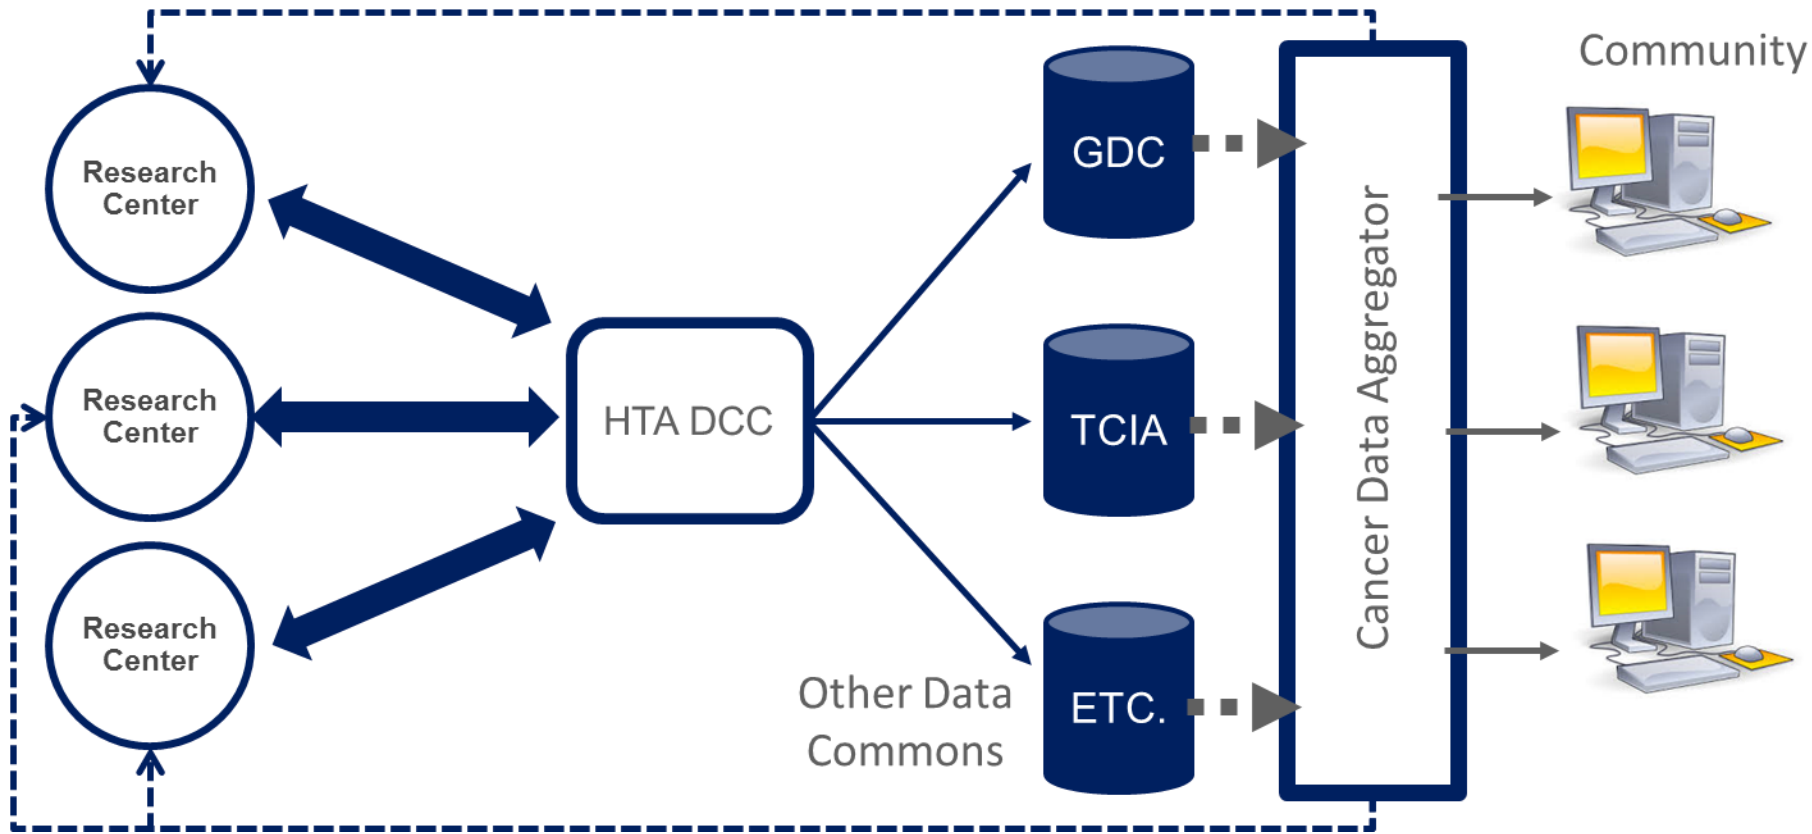 Community
Research
Center
Research
Center
Research
Center
HTA DCC
GDC
TCIA
ETC.
Other Data
Commons
Cancer Data Aggregator